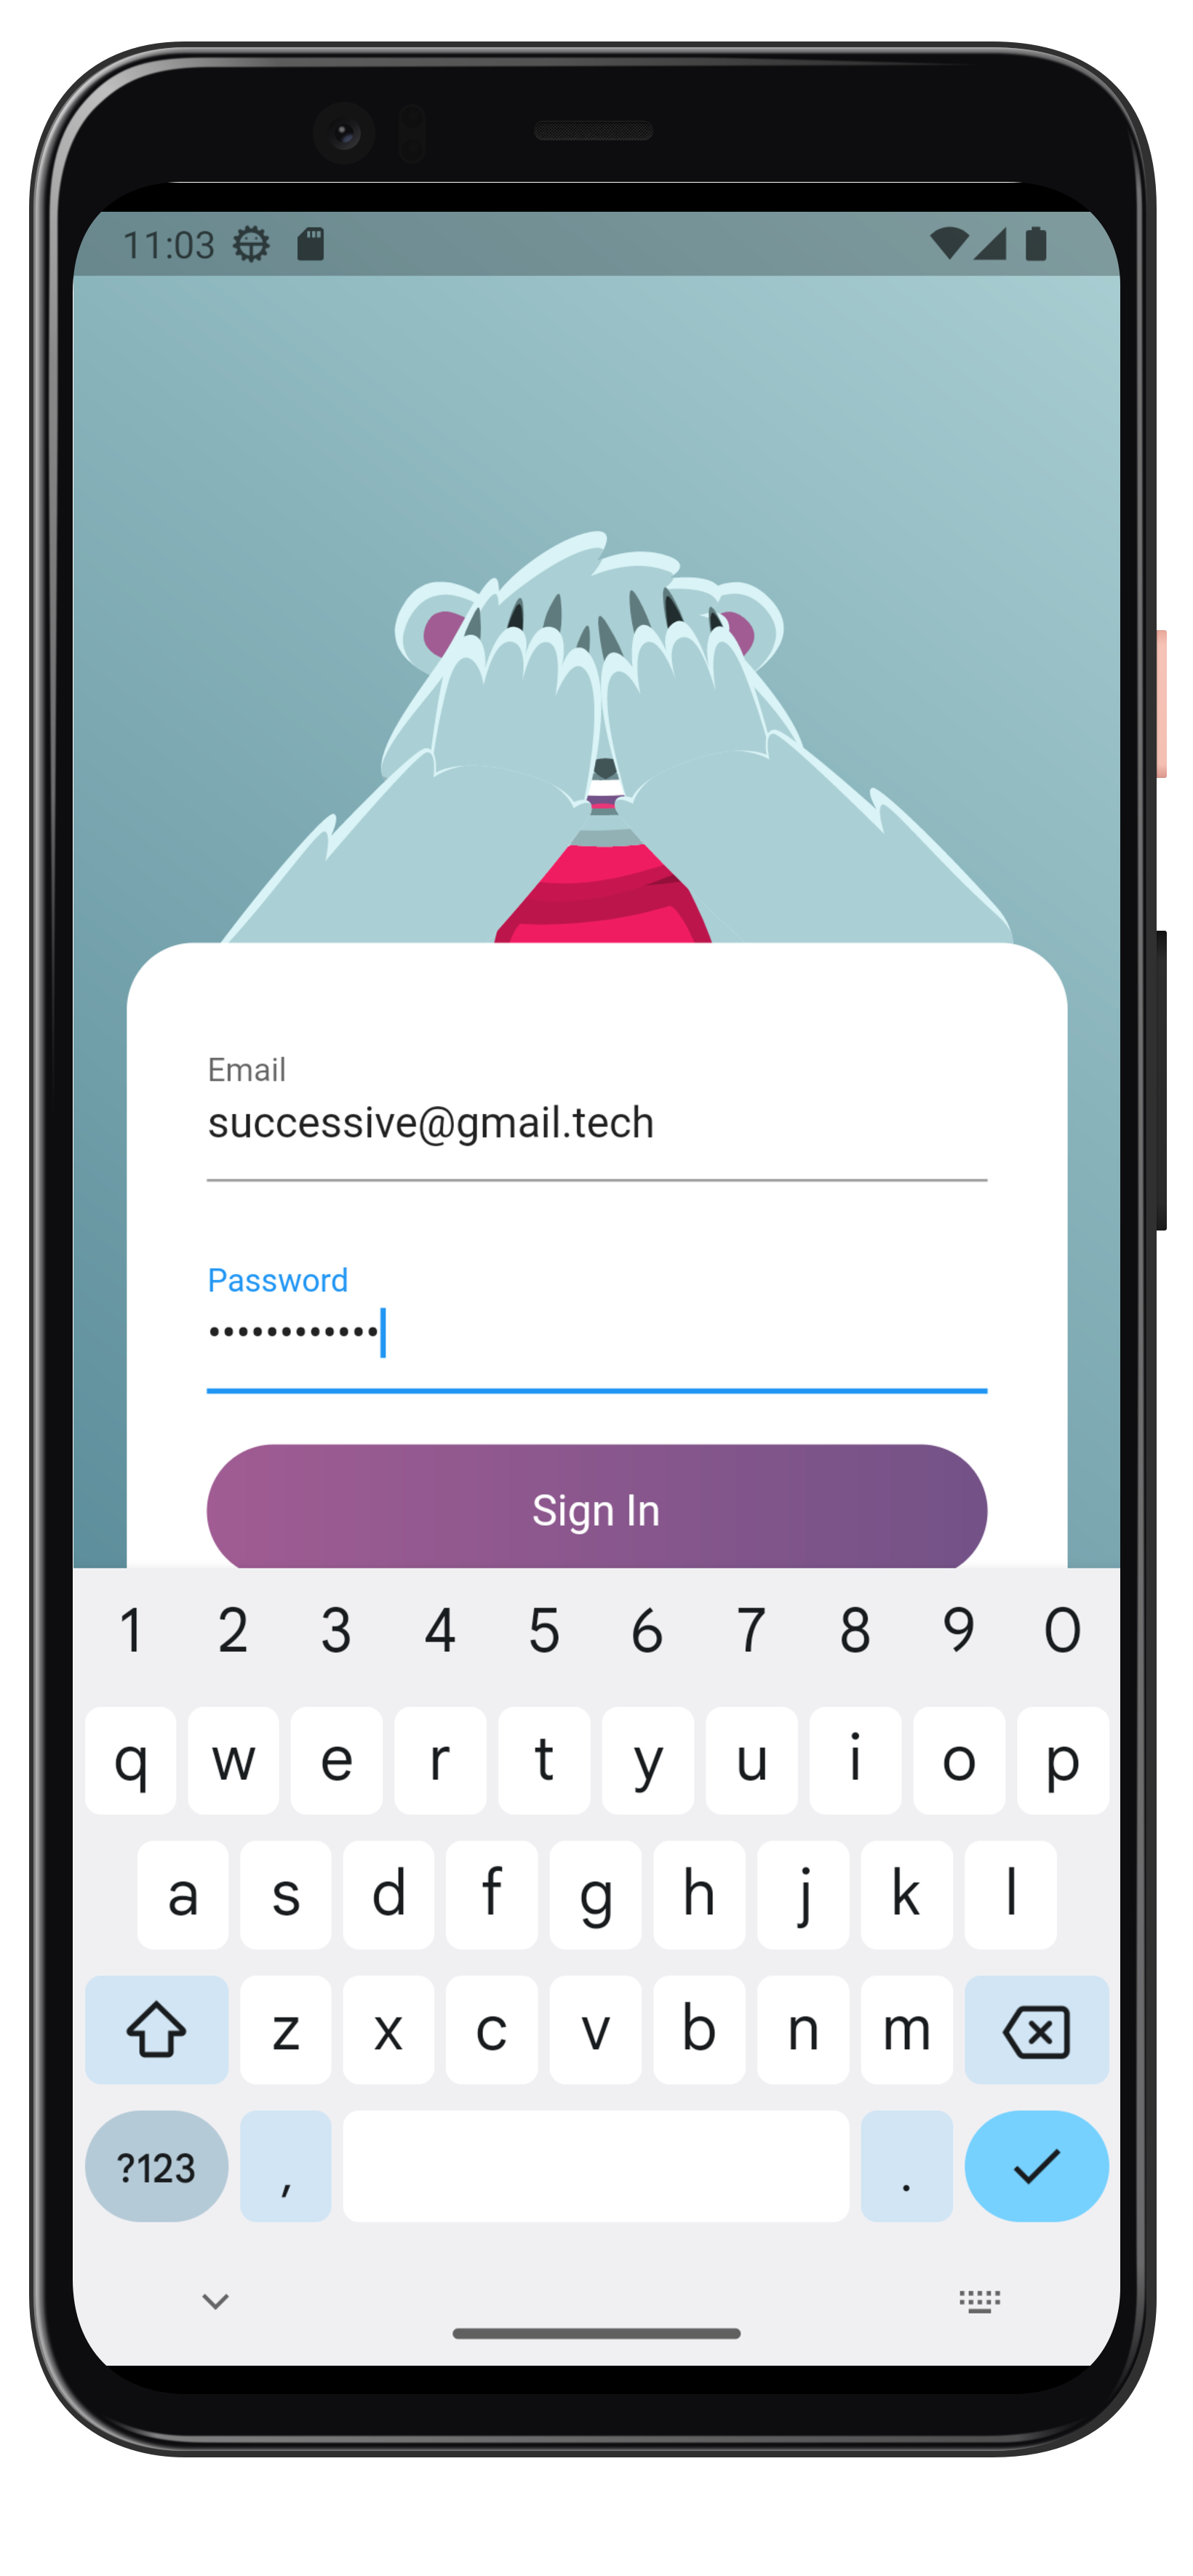 11:03
Email
successive@gmail.tech
Password
••••••••••••
Sign In
1 2 3 4 5 6 7 8 9 0
q w e r t y u i o p
a s d f g h j k l
z x c v b n m
?123 , .